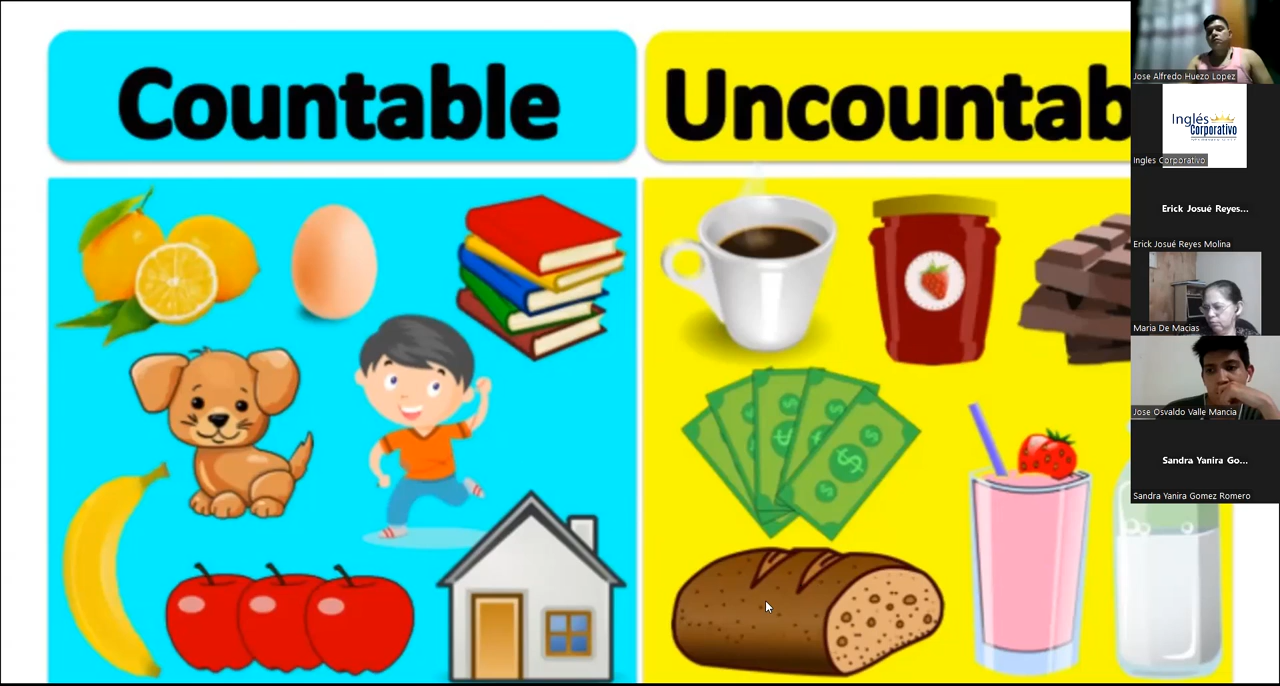 Countable
Uncountab
Jose Alfredo Huezo Lopez
Inglés
Corporativo
Ingles Corporativo
Erick Josué Reyes...
Erick Josué Reyes Molina
Maria De Macias
Jose Osvaldo Valle Mancia
Sandra Yanira Go...
Sandra Yanira Gomez Romero